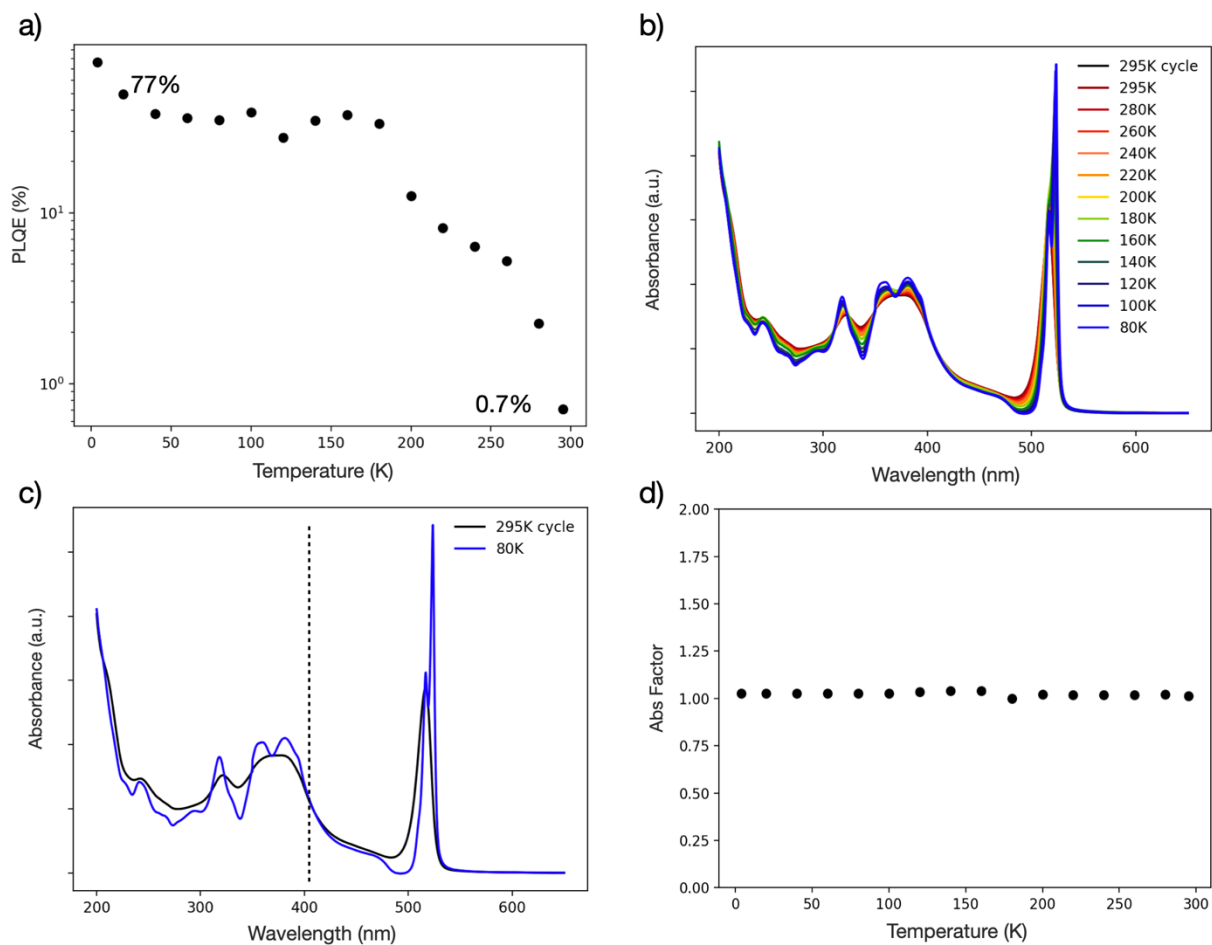 a)
77%
0.7%
10¹
10⁰
PLQE (%)
0
50
100
150
200
250
300
Temperature (K)
b)
295K cycle
295K
280K
260K
240K
220K
200K
180K
160K
140K
120K
100K
80K
Absorbance (a.u.)
200
300
400
500
600
Wavelength (nm)
c)
295K cycle
80K
Absorbance (a.u.)
200
300
400
500
600
Wavelength (nm)
d)
2.00
1.75
1.50
1.25
1.00
0.75
0.50
0.25
0.00
Abs Factor
0
50
100
150
200
250
300
Temperature (K)